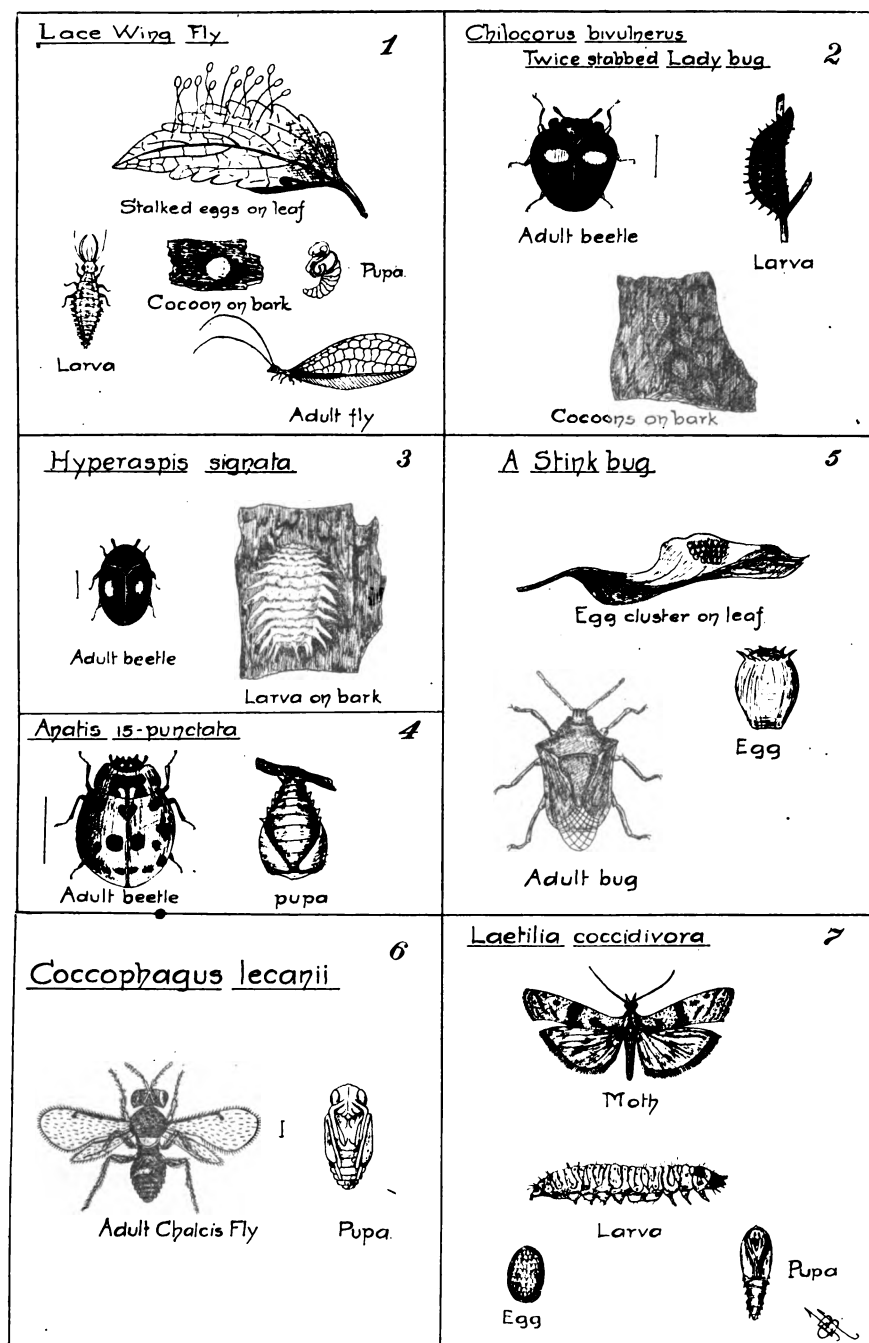 Lace Wing Fly
1
Stalked eggs on leaf
Larva
Cocoon on bark
Pupa.
Adult fly
Chilocorus bivulnerus
Twice stabbed Lady bug
2
Adult beetle
Larva
Cocoons on bark
Hyperaspis signata
3
Adult beetle
Larva on bark
Anatis 15-punctata
4
Adult beetle
pupa
A Stink bug
5
Egg cluster on leaf
Egg
Adult bug
6
Coccophagus lecanii
Adult Chalcis Fly
Pupa.
Laetilia coccidivora
7
Moth
Larva
Egg
Pupa